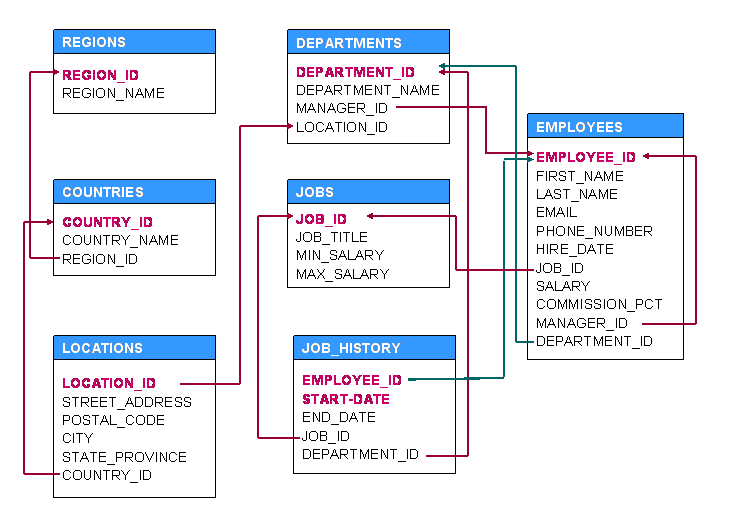 REGIONS
REGION_ID
REGION_NAME
COUNTRIES
COUNTRY_ID
COUNTRY_NAME
REGION_ID
LOCATIONS
LOCATION_ID
STREET_ADDRESS
POSTAL_CODE
CITY
STATE_PROVINCE
COUNTRY_ID
DEPARTMENTS
DEPARTMENT_ID
DEPARTMENT_NAME
MANAGER_ID
LOCATION_ID
JOBS
JOB_ID
JOB_TITLE
MIN_SALARY
MAX_SALARY
JOB_HISTORY
EMPLOYEE_ID
START-DATE
END_DATE
JOB_ID
DEPARTMENT_ID
EMPLOYEES
EMPLOYEE_ID
FIRST_NAME
LAST_NAME
EMAIL
PHONE_NUMBER
HIRE_DATE
JOB_ID
SALARY
COMMISSION_PCT
MANAGER_ID
DEPARTMENT_ID